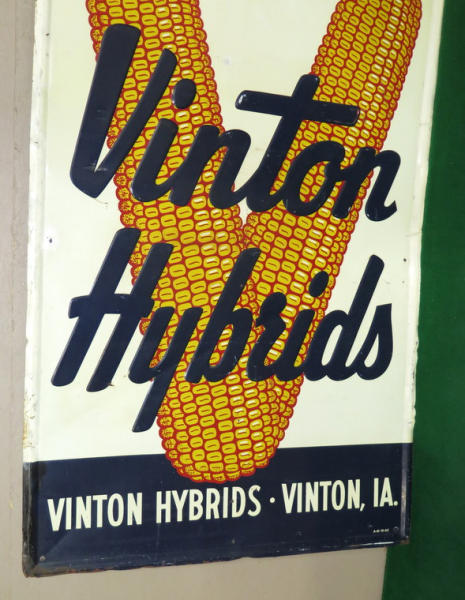 Vinton
Hybrids
VINTON HYBRIDS · VINTON, IA.